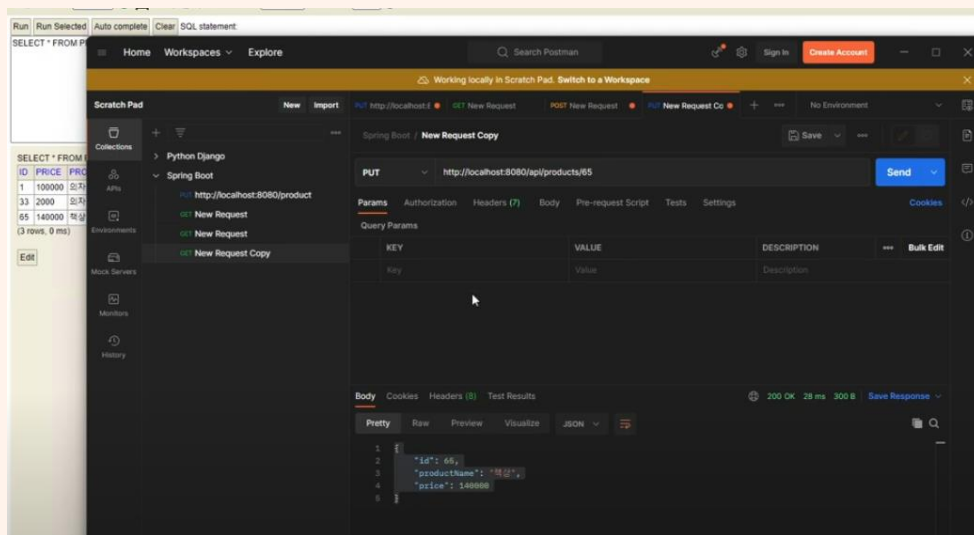 Run Run Selected Auto complete Clear SQL statement:
SELECT * FROM P
Home Workspaces Explore Search Postman Sign In Create Account
Working locally in Scratch Pad. Switch to a Workspace
Scratch Pad New Import
PUT http://localhost:8 GET New Request POST New Request PUT New Request Co No Environment
Collections
APIs
Environments
Mock Servers
Monitors
History
Python Django
Spring Boot
PUT http://localhost:8080/product
GET New Request
GET New Request
GET New Request Copy
Spring Boot / New Request Copy Save
PUT http://localhost:8080/api/products/65 Send
Params Authorization Headers (7) Body Pre-request Script Tests Settings Cookies
Query Params
KEY VALUE DESCRIPTION Bulk Edit
Key Value Description
SELECT * FROM
ID PRICE PRO
1 100000 의자
33 2000 의자
65 140000 책상
(3 rows, 0 ms)
Edit
Body Cookies Headers (8) Test Results 200 OK 28 ms 300 B Save Response
Pretty Raw Preview Visualize JSON
1 {
2 "id": 65,
3 "productName": "책상",
4 "price": 140000
5 }